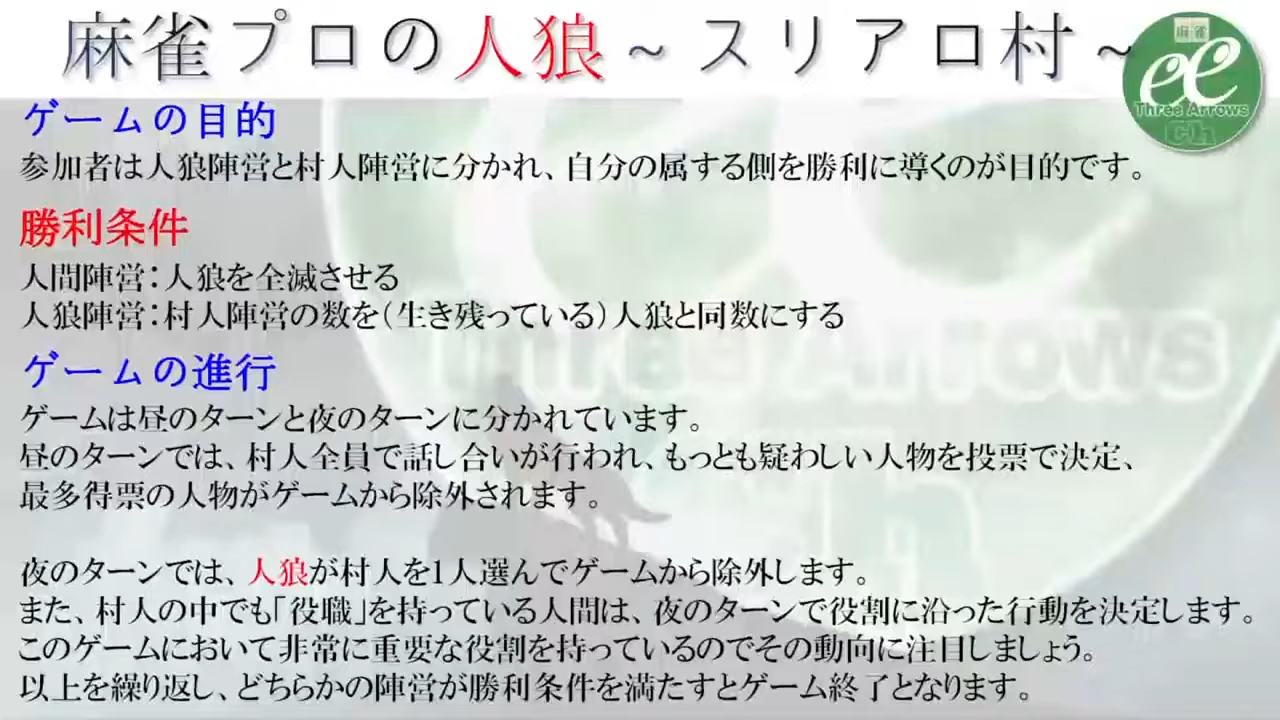 麻雀プロの人狼~スリアロ村~
麻雀
Three Arrows
ch
ゲームの目的
参加者は人狼陣営と村人陣営に分かれ、自分の属する側を勝利に導くのが目的です。
勝利条件
人間陣営：人狼を全滅させる
人狼陣営：村人陣営の数を（生き残っている）人狼と同数にする
ゲームの進行
ゲームは昼のターンと夜のターンに分かれています。
昼のターンでは、村人全員で話し合いが行われ、もっとも疑わしい人物を投票で決定、
最多得票の人物がゲームから除外されます。
夜のターンでは、人狼が村人を1人選んでゲームから除外します。
また、村人の中でも「役職」を持っている人間は、夜のターンで役割に沿った行動を決定します。
このゲームにおいて非常に重要な役割を持っているのでその動向に注目しましょう。
以上を繰り返し、どちらかの陣営が勝利条件を満たすとゲーム終了となります。
Three Arrows
ch